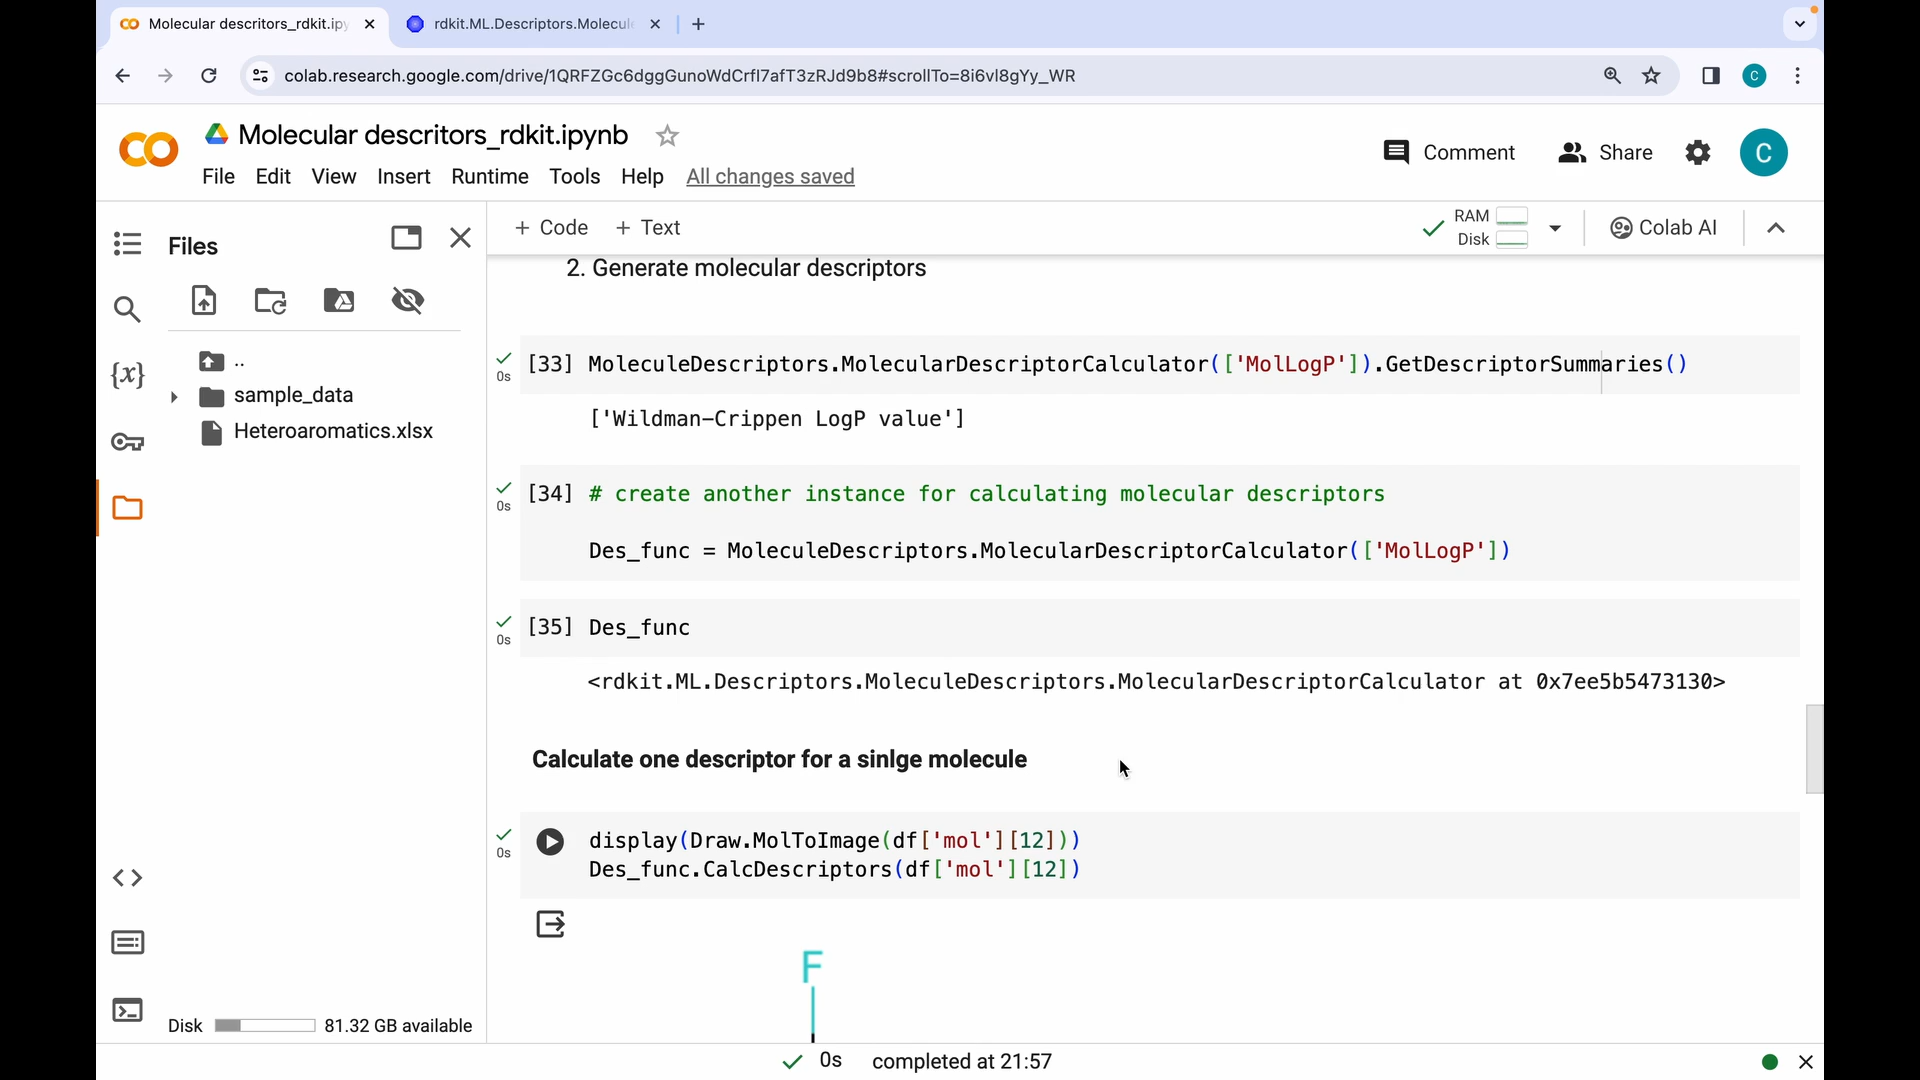 Molecular descritors_rdkit.ipy
rdkit.ML.Descriptors.Molecul
colab.research.google.com/drive/1QRFZGc6dggGunoWdCrfl7afT3zRJd9b8#scrollTo=8i6vl8gYy_WR
C
Molecular descritors_rdkit.ipynb
File Edit View Insert Runtime Tools Help All changes saved
Comment
Share
C
Files
+ Code + Text
RAM
Disk
Colab AI
2. Generate molecular descriptors
..
sample_data
Heteroaromatics.xlsx
{x}
0s
[33] MoleculeDescriptors.MolecularDescriptorCalculator(['MolLogP']).GetDescriptorSummaries()
['Wildman-Crippen LogP value']
0s
[34] # create another instance for calculating molecular descriptors
Des_func = MoleculeDescriptors.MolecularDescriptorCalculator(['MolLogP'])
0s
[35] Des_func
<rdkit.ML.Descriptors.MoleculeDescriptors.MolecularDescriptorCalculator at 0x7ee5b5473130>
Calculate one descriptor for a sinlge molecule
0s
display(Draw.MolToImage(df['mol'][12]))
Des_func.CalcDescriptors(df['mol'][12])
F
Disk 81.32 GB available
0s completed at 21:57